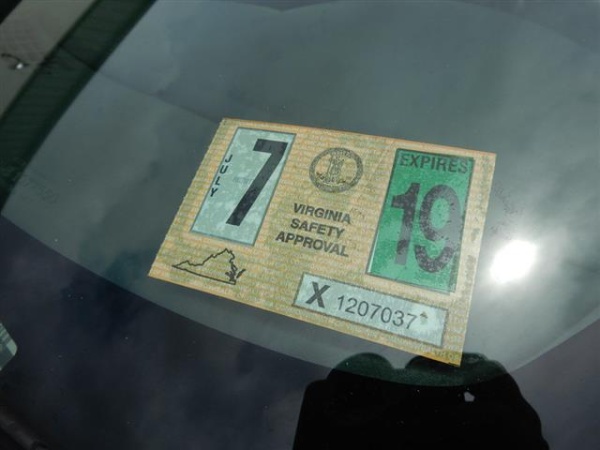 JULY
7
VIRGINIA
SAFETY
APPROVAL
EXPIRES
19
X 1207037